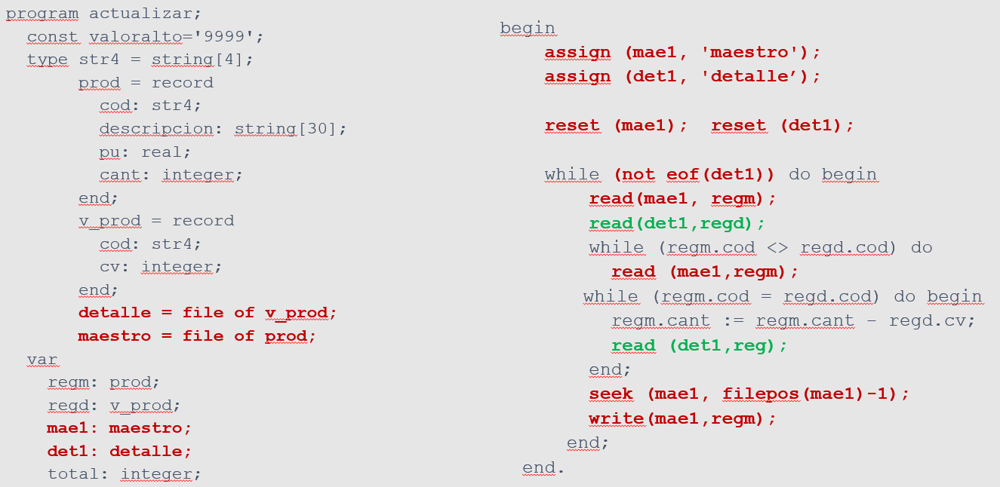 program actualizar;
const valoralto='9999';
type str4 = string[4];
prod = record
cod: str4;
descripcion: string[30];
pu: real;
cant: integer;
end;
v_prod = record
cod: str4;
cv: integer;
end;
detalle = file of v_prod;
maestro = file of prod;
var
regm: prod;
regd: v_prod;
mae1: maestro;
det1: detalle;
total: integer;
begin
assign (mae1, 'maestro');
assign (det1, 'detalle’);
reset (mae1); reset (det1);
while (not eof(det1)) do begin
read(mae1, regm);
read(det1,regd);
while (regm.cod <> regd.cod) do
read (mae1,regm);
while (regm.cod = regd.cod) do begin
regm.cant := regm.cant – regd.cv;
read (det1,reg);
end;
seek (mae1, filepos(mae1)-1);
write(mae1,regm);
end;
end.